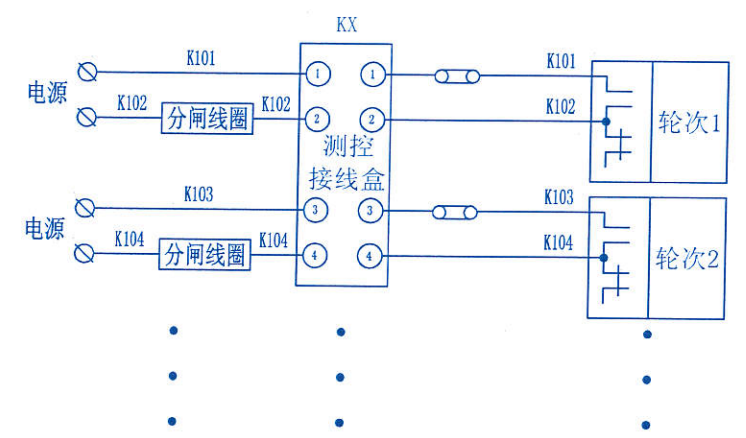 KX
K101
K101
电源
① ①
K102 分闸线圈 K102
② ②
K102
轮次1
测控
接线盒
K103
K103
电源
③ ③
K104 分闸线圈 K104
④ ④
K104
轮次2